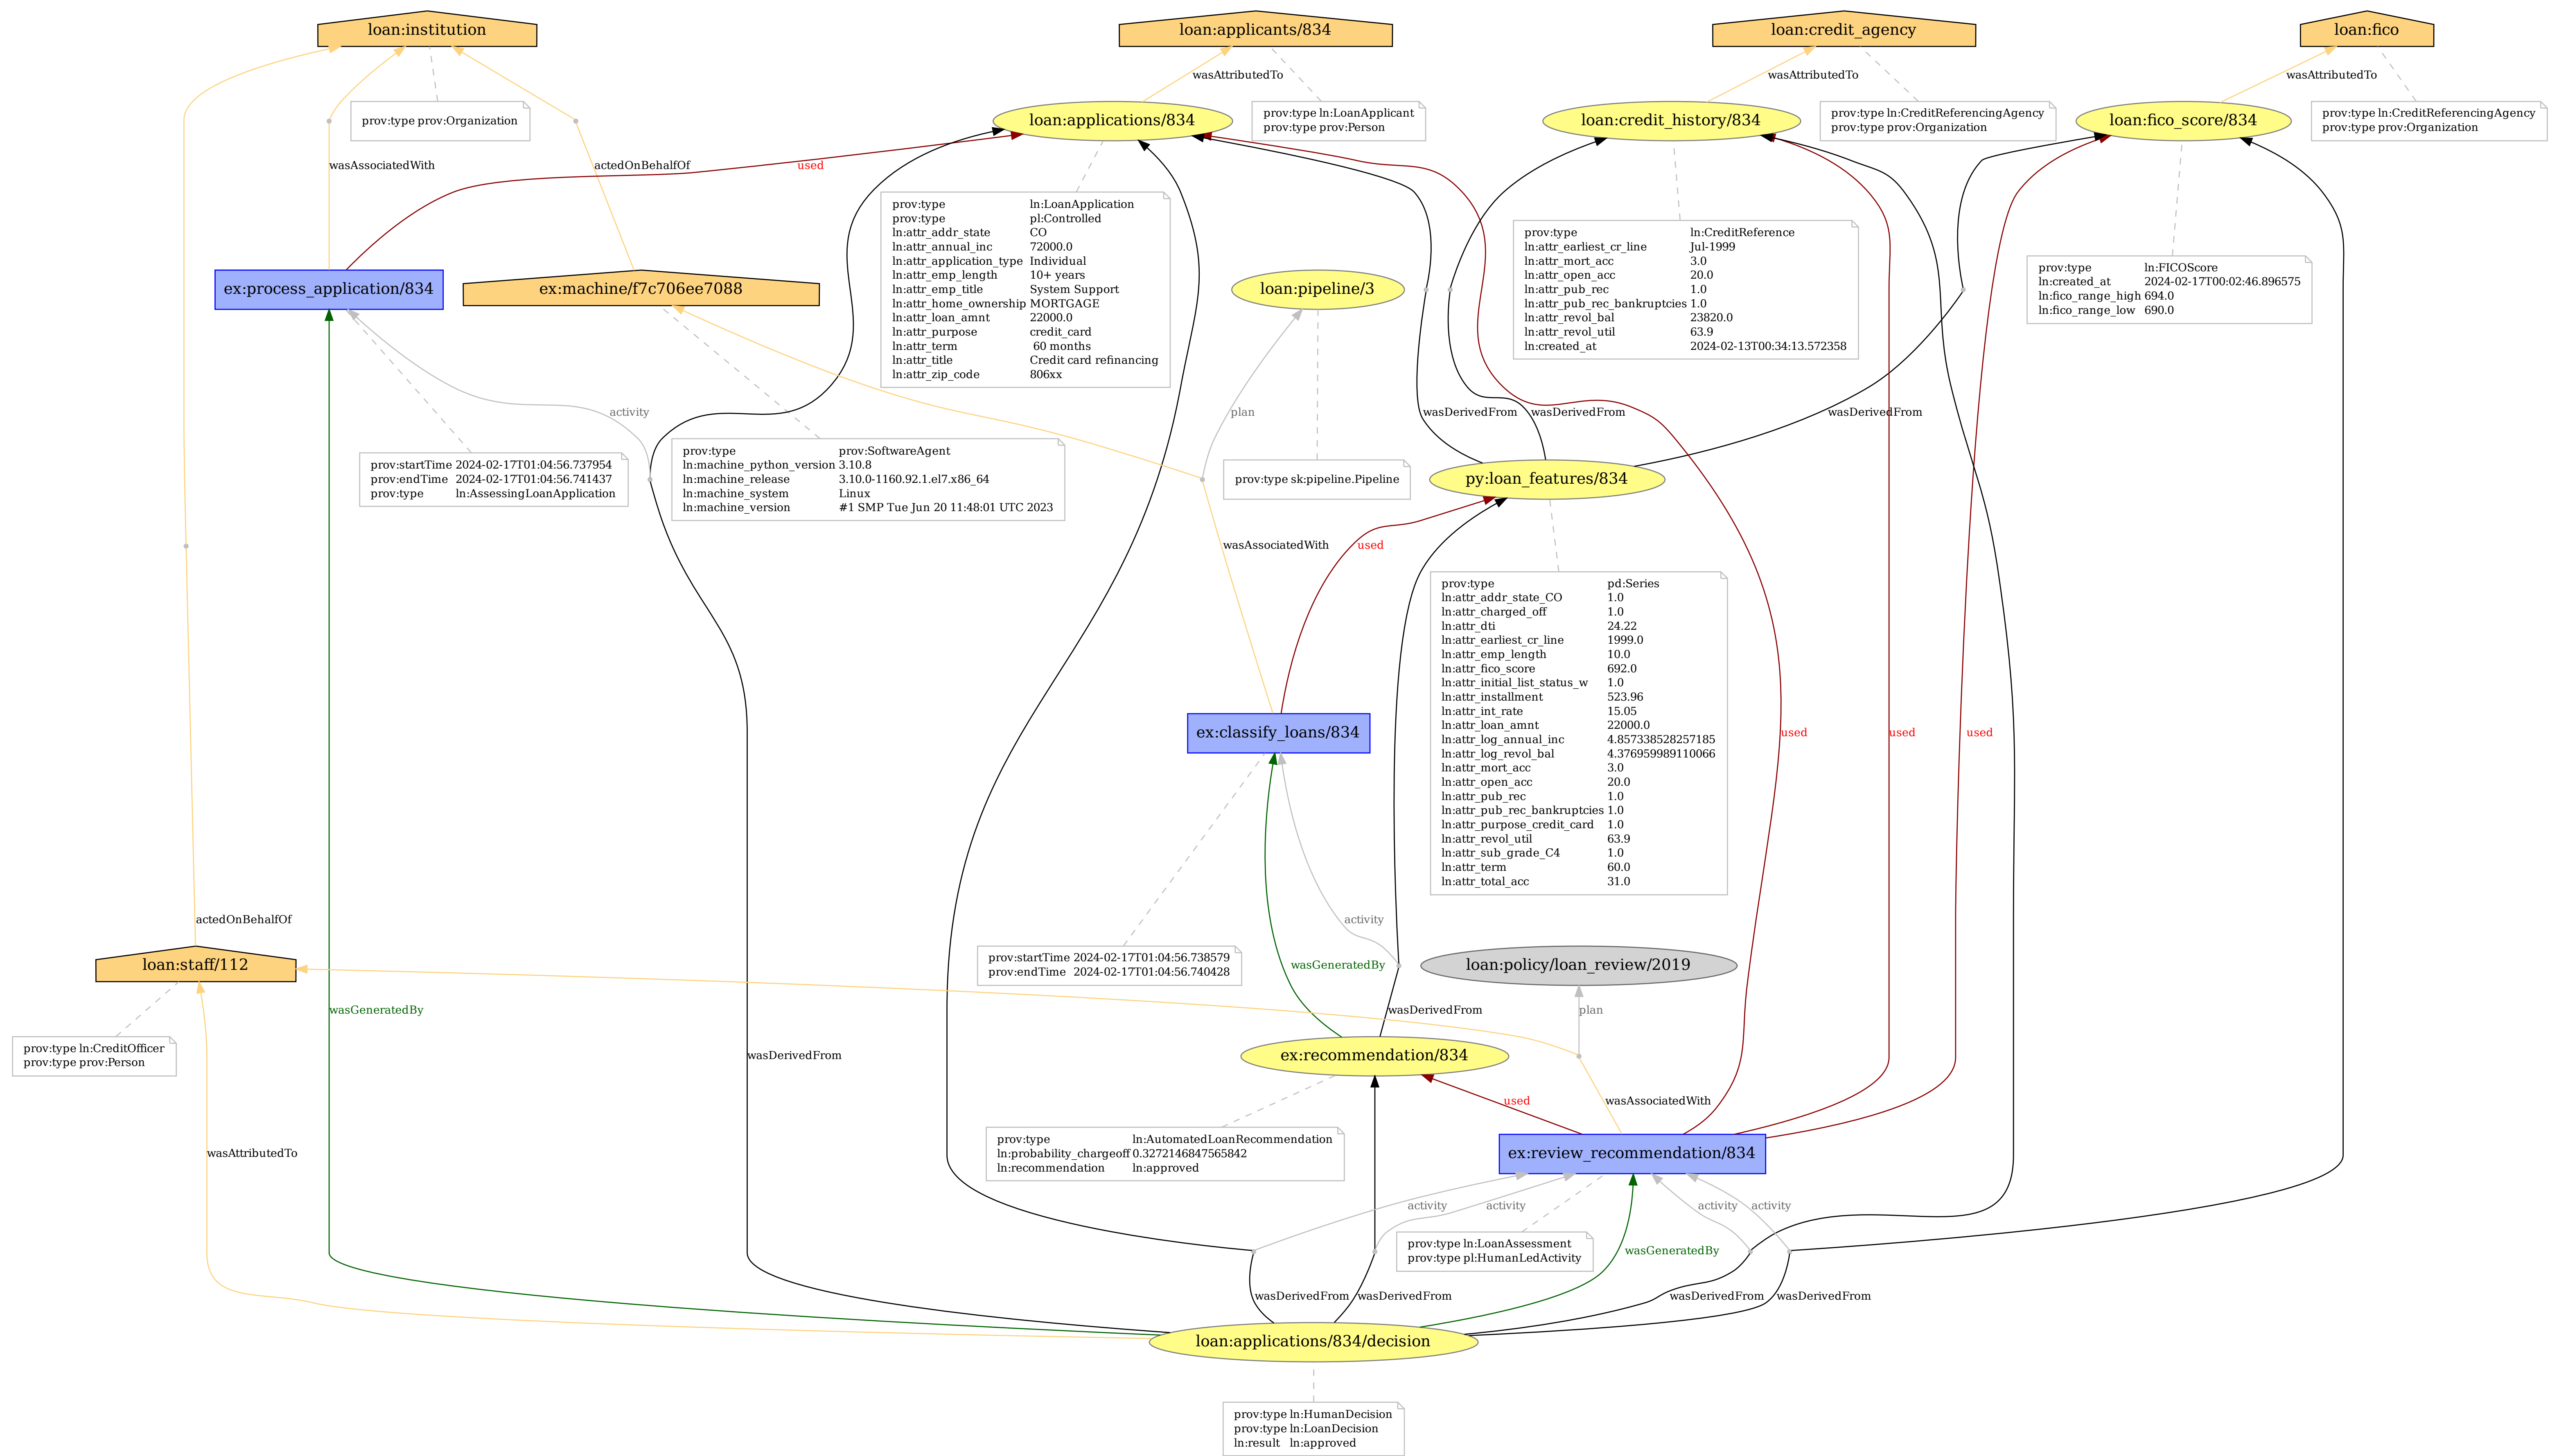 loan:institution
loan:applicants/834
loan:credit_agency
loan:fico
wasAttributedTo
wasAttributedTo
wasAttributedTo
prov:type prov:Organization
loan:applications/834
prov:type ln:LoanApplicant
prov:type prov:Person
loan:credit_history/834
prov:type ln:CreditReferencingAgency
prov:type prov:Organization
loan:fico_score/834
prov:type ln:CreditReferencingAgency
prov:type prov:Organization
wasAssociatedWith
actedOnBehalfOf
used
prov:type ln:LoanApplication
prov:type pl:Controlled
ln:attr_addr_state CO
ln:attr_annual_inc 72000.0
ln:attr_application_type Individual
ln:attr_emp_length 10+ years
ln:attr_emp_title System Support
ln:attr_home_ownership MORTGAGE
ln:attr_loan_amnt 22000.0
ln:attr_purpose credit_card
ln:attr_term 60 months
ln:attr_title Credit card refinancing
ln:attr_zip_code 806xx
prov:type ln:CreditReference
ln:attr_earliest_cr_line Jul-1999
ln:attr_mort_acc 3.0
ln:attr_open_acc 20.0
ln:attr_pub_rec 1.0
ln:attr_pub_rec_bankruptcies 1.0
ln:attr_revol_bal 23820.0
ln:attr_revol_util 63.9
ln:created_at 2024-02-13T00:34:13.572358
prov:type ln:FICOScore
ln:created_at 2024-02-17T00:02:46.896575
ln:fico_range_high 694.0
ln:fico_range_low 690.0
ex:process_application/834
ex:machine/f7c706ee7088
loan:pipeline/3
activity
plan
wasDerivedFrom
wasDerivedFrom
wasDerivedFrom
prov:startTime 2024-02-17T01:04:56.737954
prov:endTime 2024-02-17T01:04:56.741437
prov:type ln:AssessingLoanApplication
prov:type prov:SoftwareAgent
ln:machine_python_version 3.10.8
ln:machine_release 3.10.0-1160.92.1.el7.x86_64
ln:machine_system Linux
ln:machine_version #1 SMP Tue Jun 20 11:48:01 UTC 2023
prov:type sk:pipeline.Pipeline
py:loan_features/834
wasAssociatedWith
used
prov:type pd:Series
ln:attr_addr_state_CO 1.0
ln:attr_charged_off 1.0
ln:attr_dti 24.22
ln:attr_earliest_cr_line 1999.0
ln:attr_emp_length 10.0
ln:attr_fico_score 692.0
ln:attr_initial_list_status_w 1.0
ln:attr_installment 523.96
ln:attr_int_rate 15.05
ln:attr_loan_amnt 22000.0
ln:attr_log_annual_inc 4.857338528257185
ln:attr_log_revol_bal 4.376959989110066
ln:attr_mort_acc 3.0
ln:attr_open_acc 20.0
ln:attr_pub_rec 1.0
ln:attr_pub_rec_bankruptcies 1.0
ln:attr_purpose_credit_card 1.0
ln:attr_revol_util 63.9
ln:attr_sub_grade_C4 1.0
ln:attr_term 60.0
ln:attr_total_acc 31.0
ex:classify_loans/834
used
used
used
actedOnBehalfOf
activity
loan:staff/112
prov:startTime 2024-02-17T01:04:56.738579
prov:endTime 2024-02-17T01:04:56.740428
wasGeneratedBy
loan:policy/loan_review/2019
wasGeneratedBy
wasDerivedFrom
plan
prov:type ln:CreditOfficer
prov:type prov:Person
wasDerivedFrom
ex:recommendation/834
used
wasAssociatedWith
prov:type ln:AutomatedLoanRecommendation
ln:probability_chargeoff 0.3272146847565842
ln:recommendation ln:approved
wasAttributedTo
ex:review_recommendation/834
activity
activity
activity
activity
prov:type ln:LoanAssessment
prov:type pl:HumanLedActivity
wasGeneratedBy
wasDerivedFrom
wasDerivedFrom
wasDerivedFrom
wasDerivedFrom
loan:applications/834/decision
prov:type ln:HumanDecision
prov:type ln:LoanDecision
ln:result ln:approved